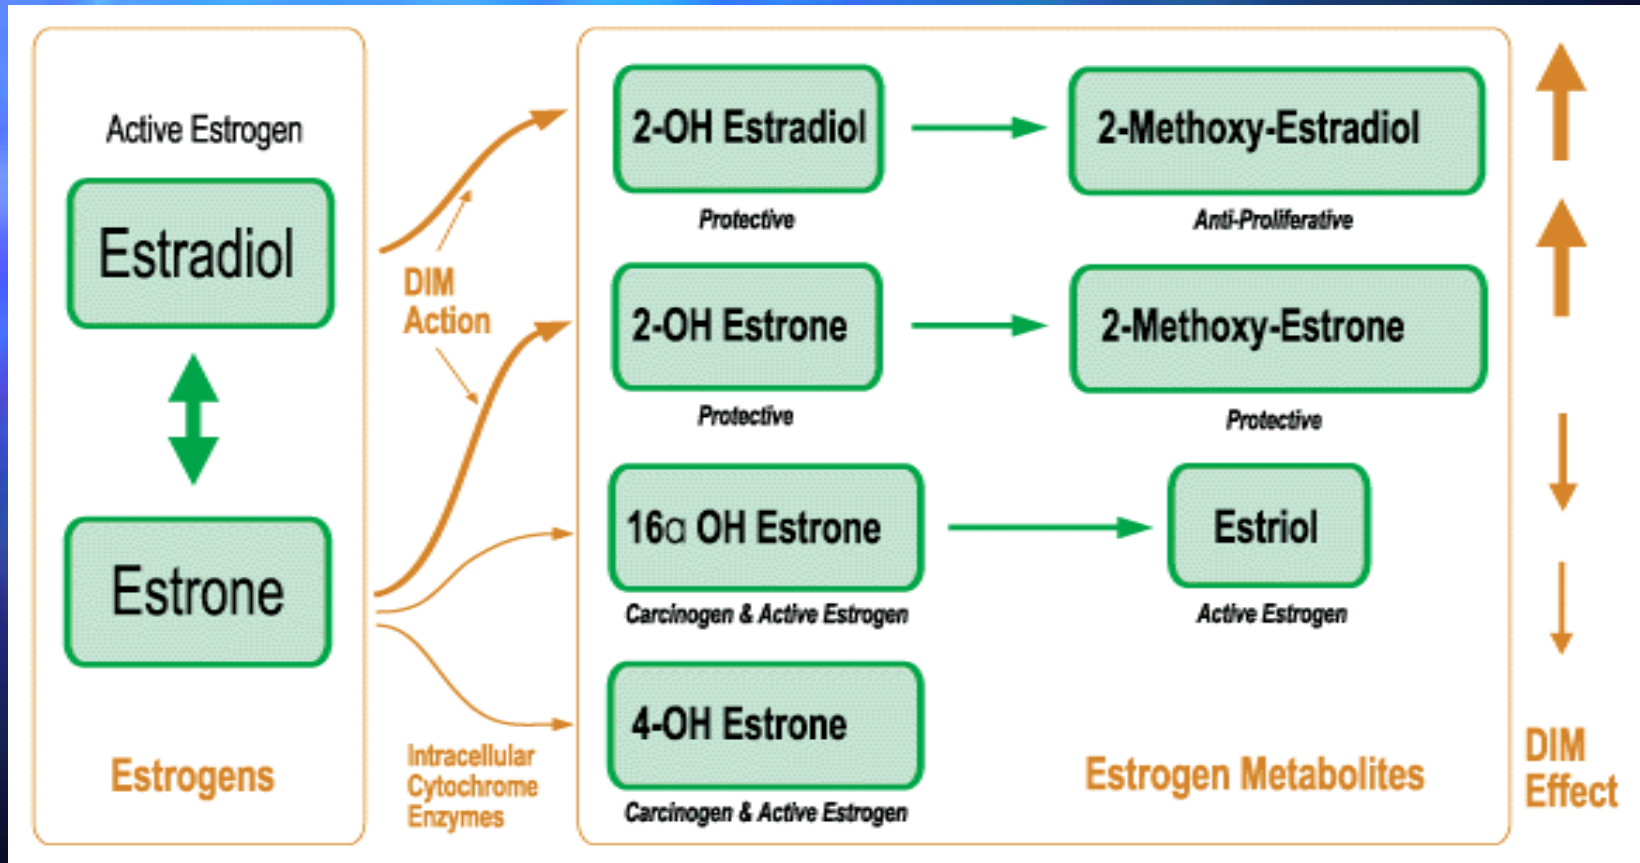 Active Estrogen
Estradiol
Estrone
Estrogens
DIM
Action
Intracellular
Cytochrome
Enzymes
2-OH Estradiol
Protective
2-Methoxy-Estradiol
Anti-Proliferative
2-OH Estrone
Protective
2-Methoxy-Estrone
Protective
16α OH Estrone
Carcinogen & Active Estrogen
Estriol
Active Estrogen
4-OH Estrone
Carcinogen & Active Estrogen
Estrogen Metabolites
DIM
Effect